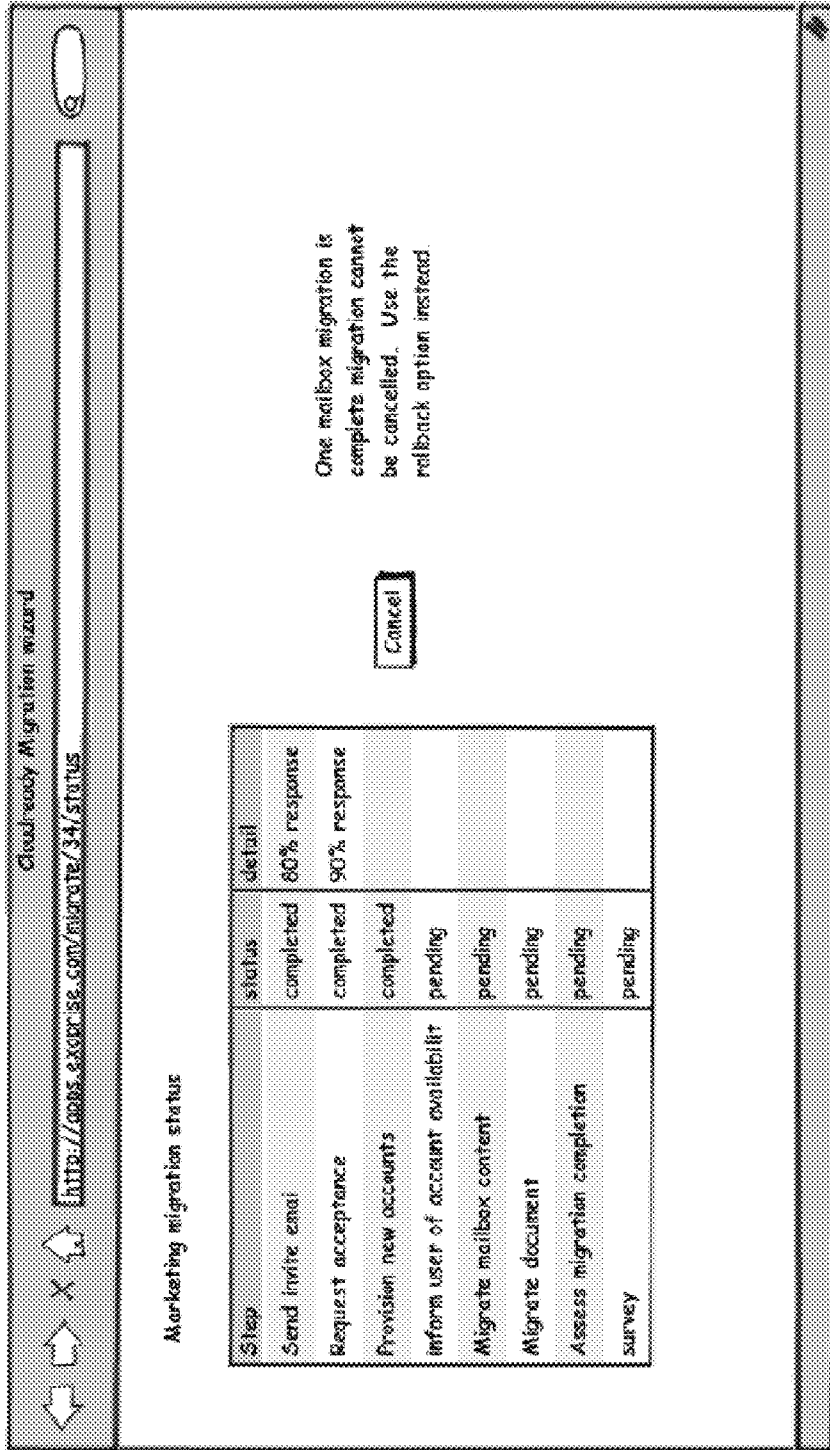 Cloudready Migration wizard
http://apps.exoprise.com/migrate/34/status
Marketing migration status
Step status detail
Send invite emai completed 80% response
Request acceptance completed 90% response
Provision new accounts completed
inform user of account availabilit pending
Migrate mailbox content pending
Migrate document pending
Assess migration completion pending
survey pending
Cancel
One mailbox migration is
complete migration cannot
be cancelled. Use the
rollback option instead.